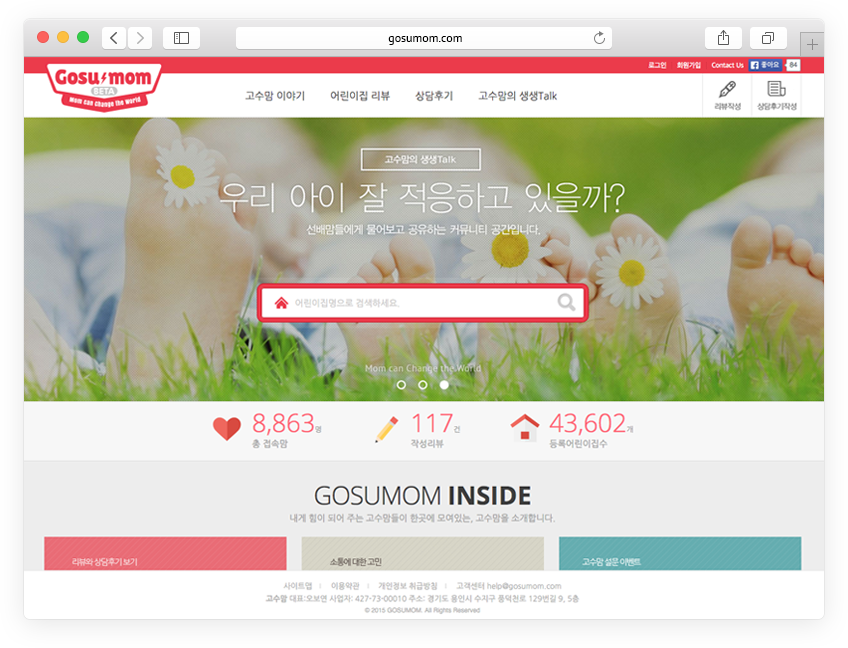 gosumom.com
로그인 회원가입 Contact Us 좋아요 84
Gosu mom
BETA
Mom can change the World
고수맘 이야기 어린이집 리뷰 상담후기 고수맘의 생생Talk
리뷰작성 상담후기작성
고수맘의 생생Talk
우리 아이 잘 적응하고 있을까?
선배맘들에게 물어보고 공유하는 커뮤니티 공간입니다.
어린이집명으로 검색하세요.
Mom can Change the World
8,863명 117건 43,602개
총 접속맘 작성리뷰 등록어린이집수
GOSUMOM INSIDE
내게 힘이 되어 주는 고수맘들이 한곳에 모여있는, 고수맘을 소개합니다.
리뷰와 상담후기 보기 소통에 대한 고민 고수맘 설문 이벤트
사이트맵 이용약관 개인정보 취급방침 고객센터 help@gosumom.com
고수맘 대표:오보연 사업자: 427-73-00010 주소: 경기도 용인시 수지구 풍덕천로 129번길 9, 5층
© 2015 GOSUMOM. All Rights Reserved